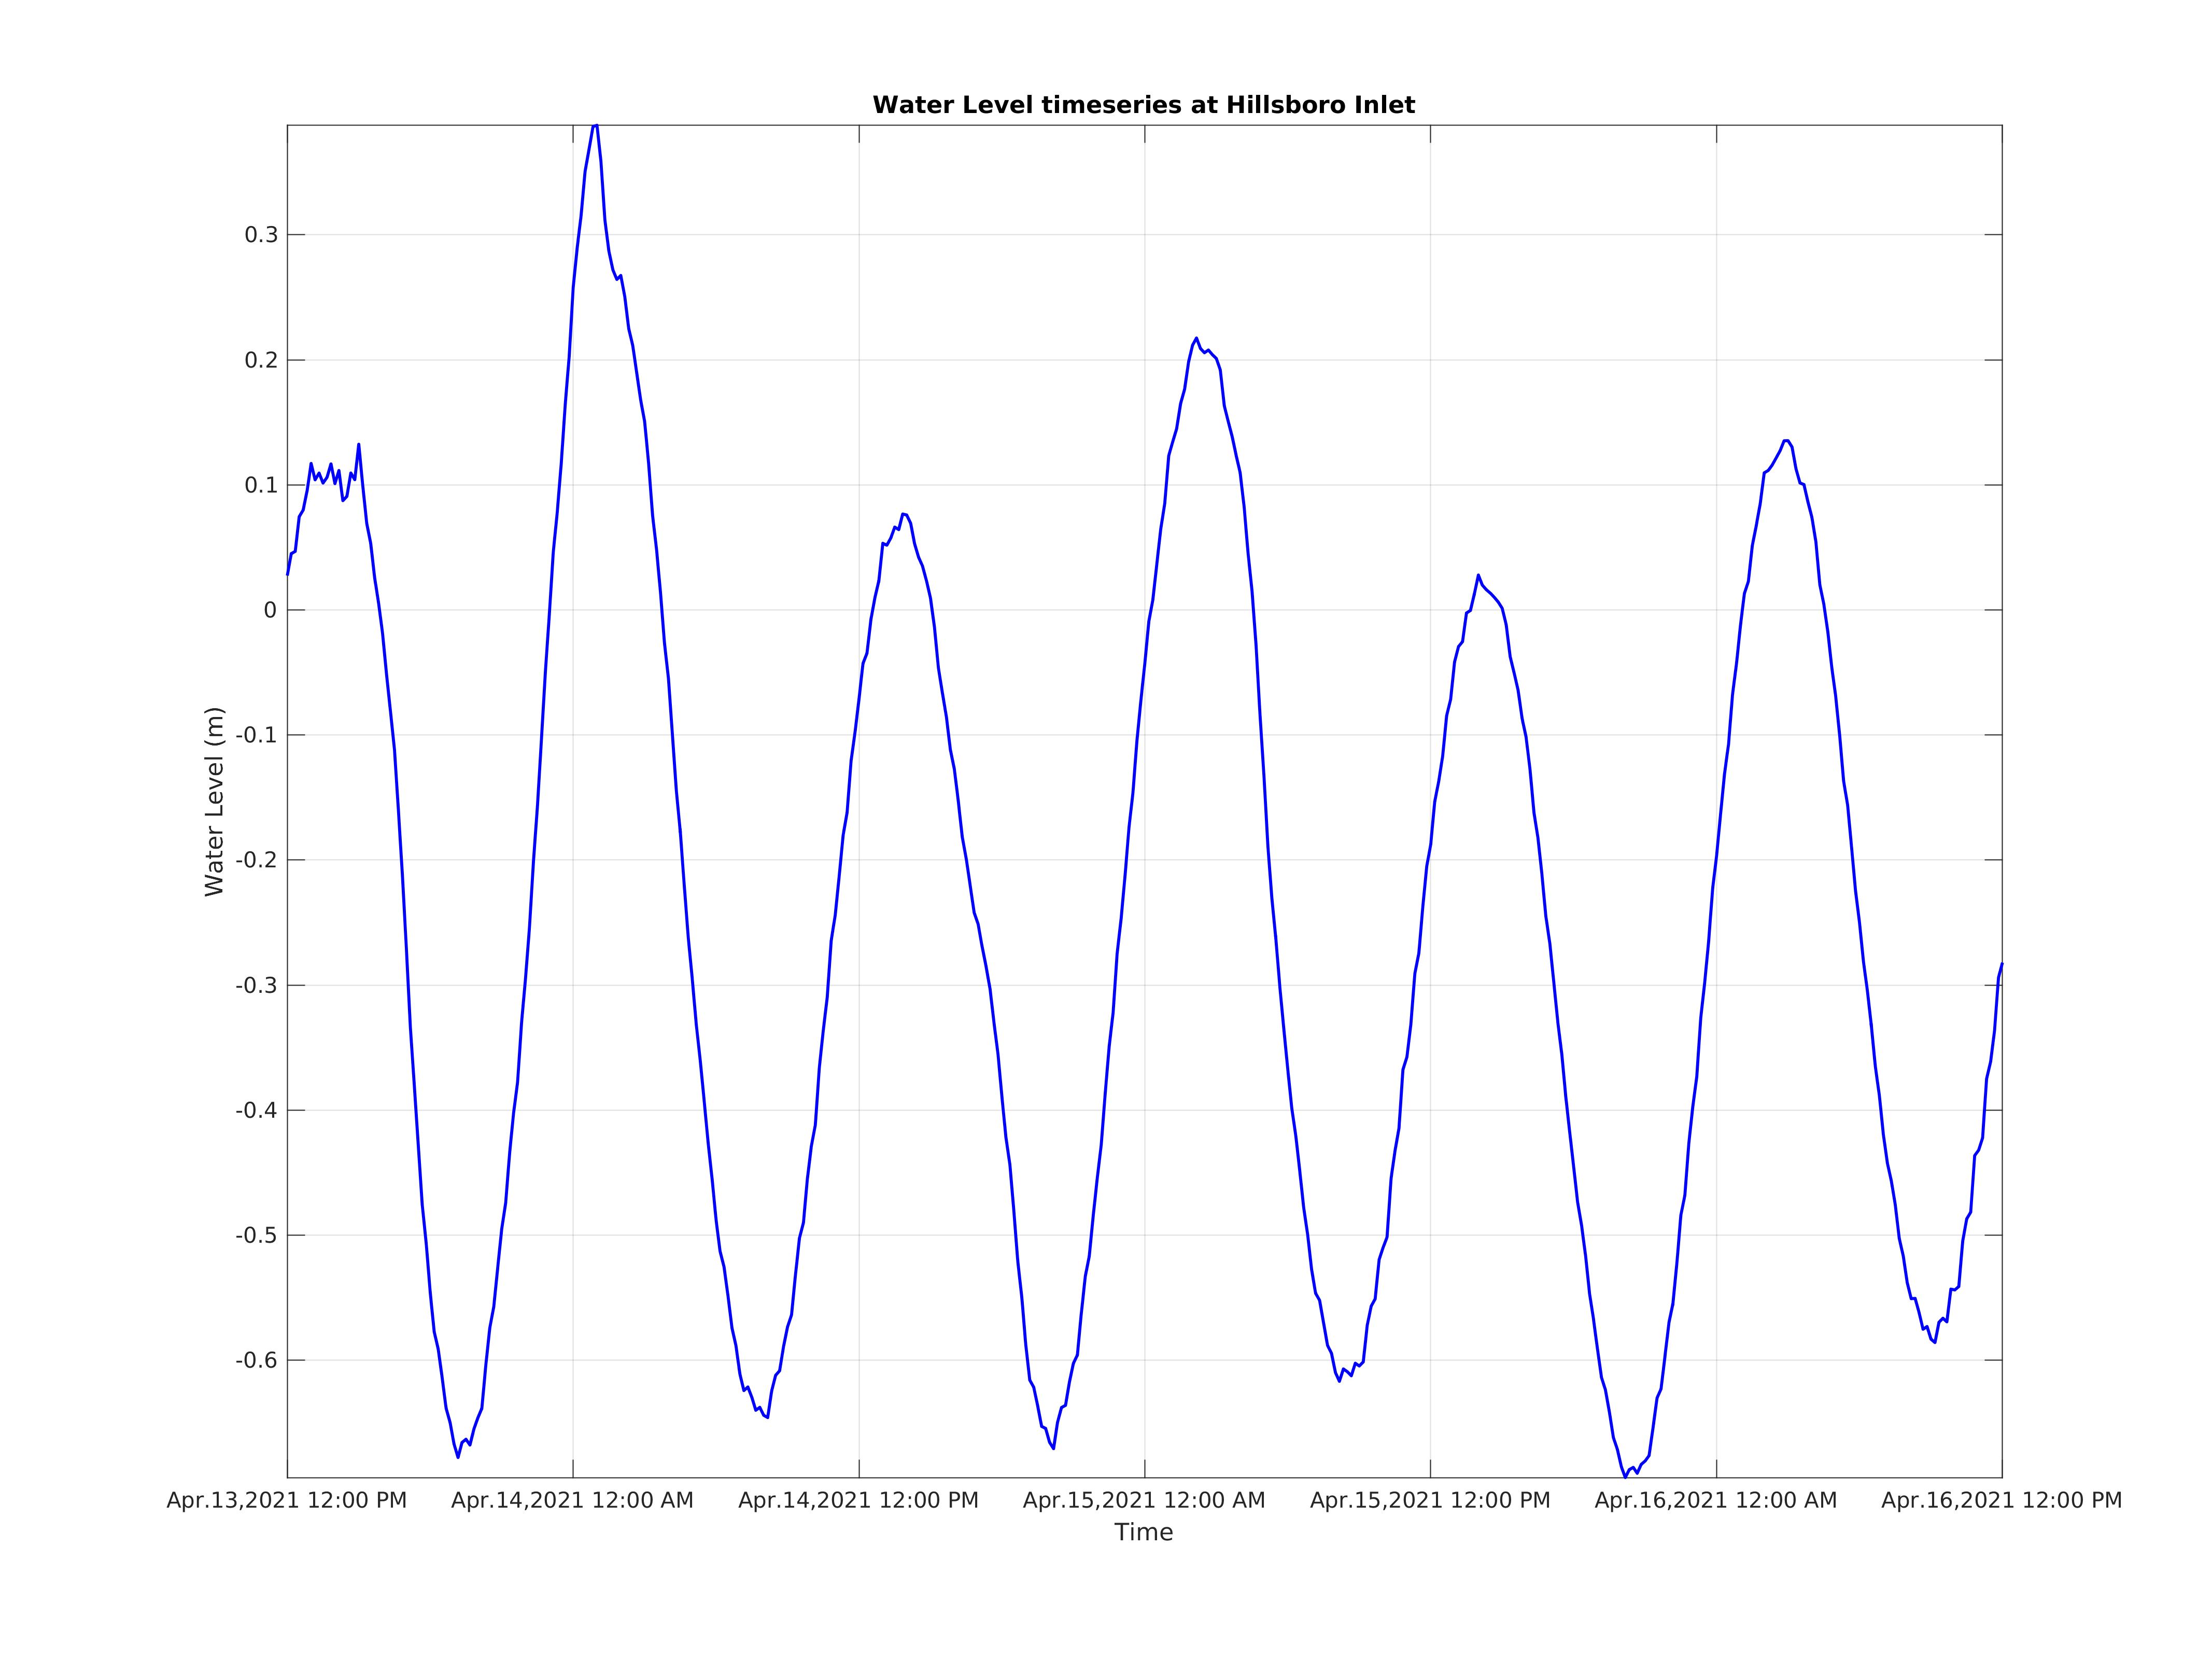 Water Level timeseries at Hillsboro Inlet
0.3
0.2
0.1
0
-0.1
-0.2
-0.3
-0.4
-0.5
-0.6
Water Level (m)
Apr.13,2021 12:00 PM Apr.14,2021 12:00 AM Apr.14,2021 12:00 PM Apr.15,2021 12:00 AM Apr.15,2021 12:00 PM Apr.16,2021 12:00 AM Apr.16,2021 12:00 PM
Time